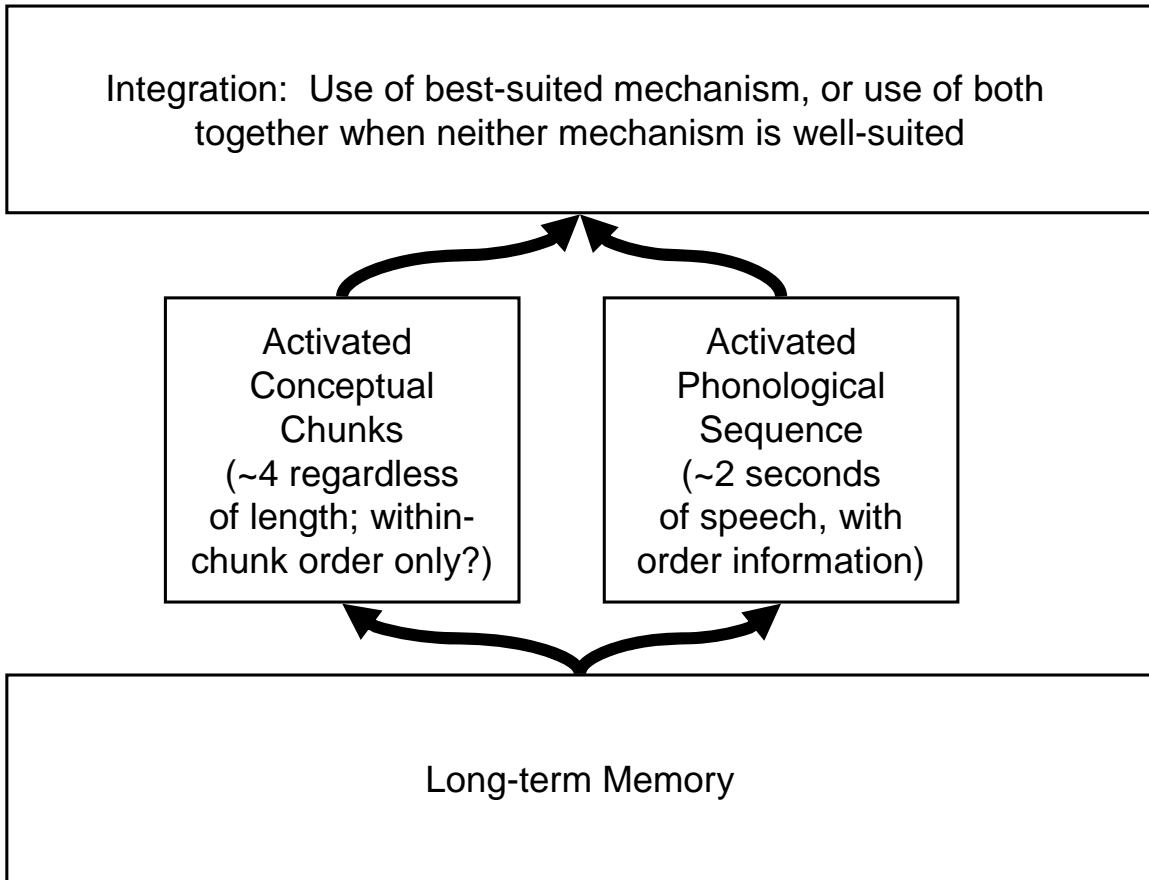 Integration:  Use of best-suited mechanism, or use of both
together when neither mechanism is well-suited
Activated
Conceptual
Chunks
(~4 regardless
of length; within-
chunk order only?)
Activated
Phonological
Sequence
(~2 seconds
of speech, with
order information)
Long-term Memory